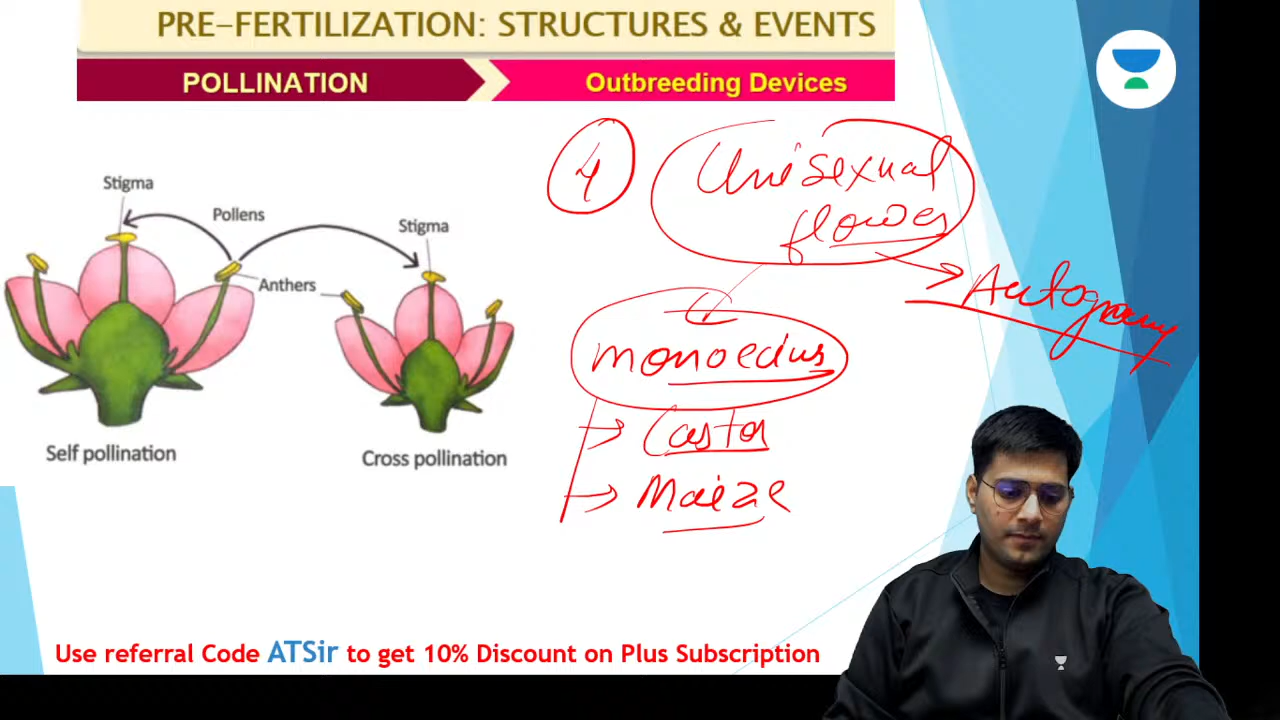 PRE-FERTILIZATION: STRUCTURES & EVENTS
POLLINATION
Outbreeding Devices
4
Unisexual
flower
Autogamy
monoedus
Castor
Maize
Stigma
Pollens
Stigma
Anthers
Self pollination
Cross pollination
Use referral Code ATSir to get 10% Discount on Plus Subscription